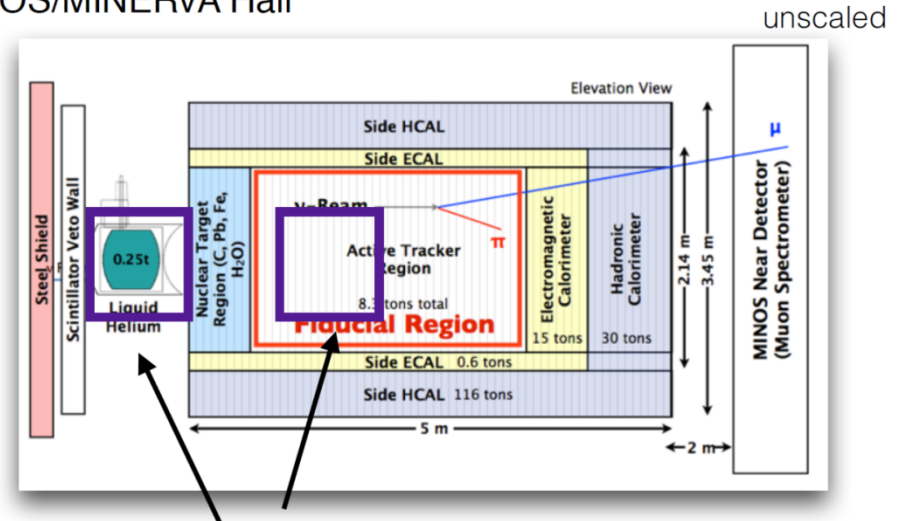 OS/MINERVA Hall
unscaled
Elevation View
Side HCAL
Side ECAL
Steel Shield
Scintillator Veto Wall
0.25t
Liquid
Helium
Nuclear Target
Region (C, Pb, Fe,
H₂O)
ν-Beam
π
μ
Active Tracker
Region
8.3 tons total
Fiducial Region
Electromagnetic
Calorimeter
15 tons
Hadronic
Calorimeter
30 tons
Side ECAL 0.6 tons
Side HCAL 116 tons
5 m
2 m
2.14 m
3.45 m
MINOS Near Detector
(Muon Spectrometer)